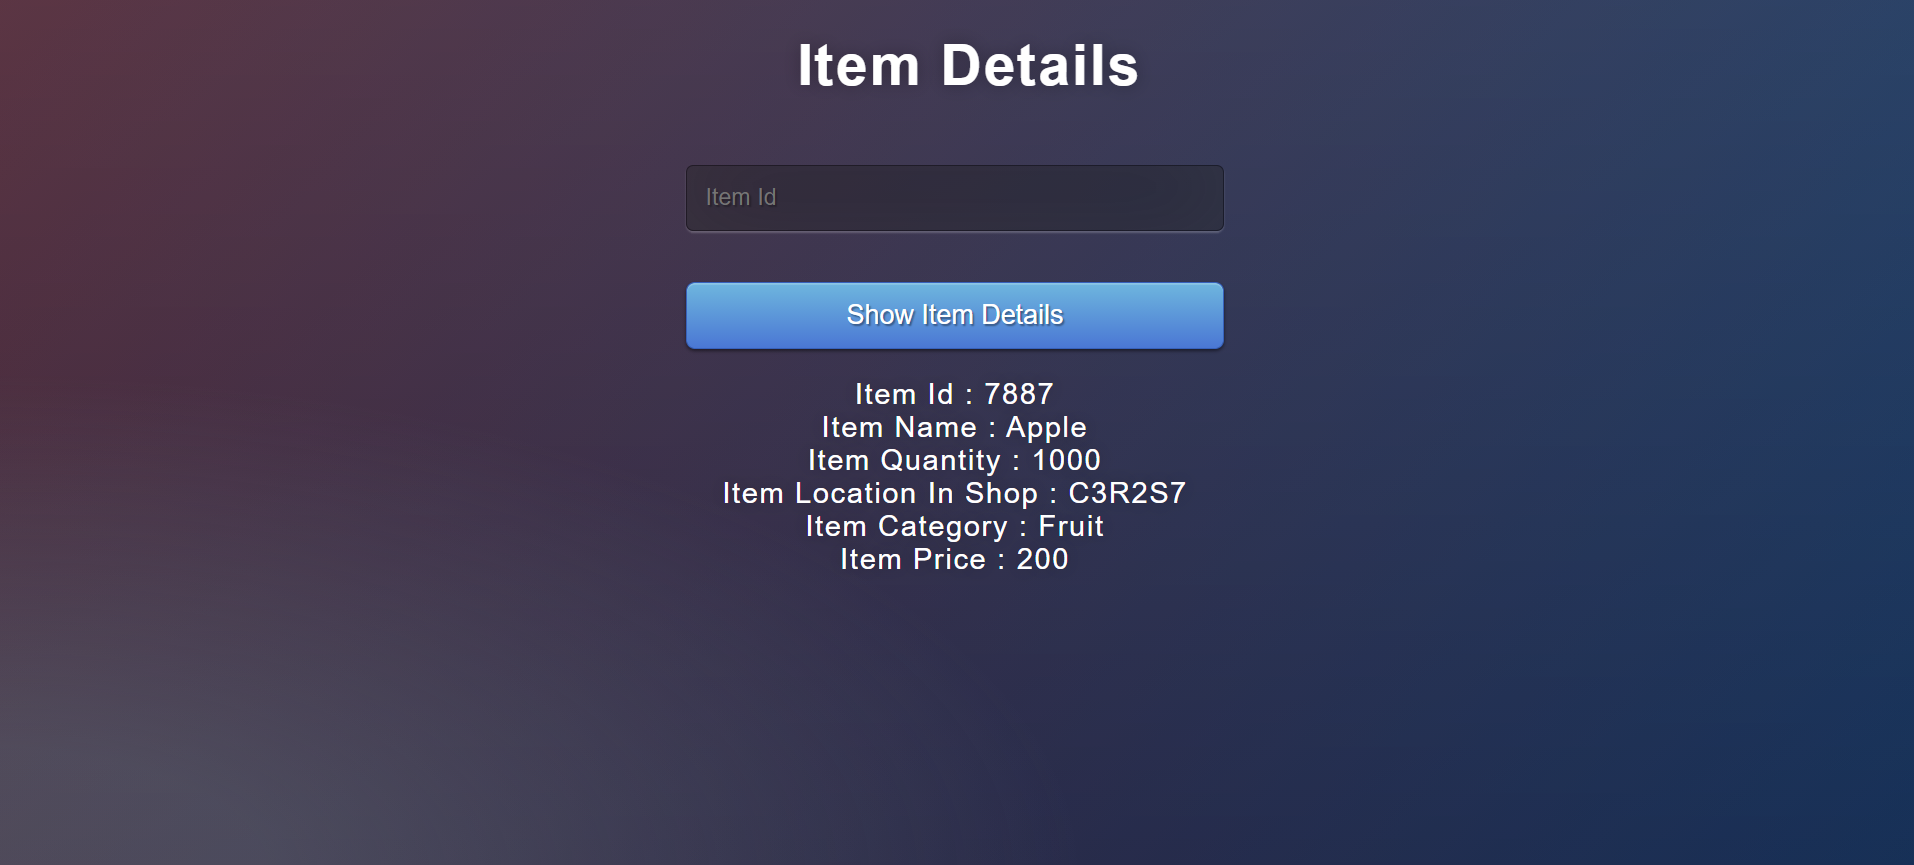 Item Details
Item Id
Show Item Details
Item Id : 7887
Item Name : Apple
Item Quantity : 1000
Item Location In Shop : C3R2S7
Item Category : Fruit
Item Price : 200